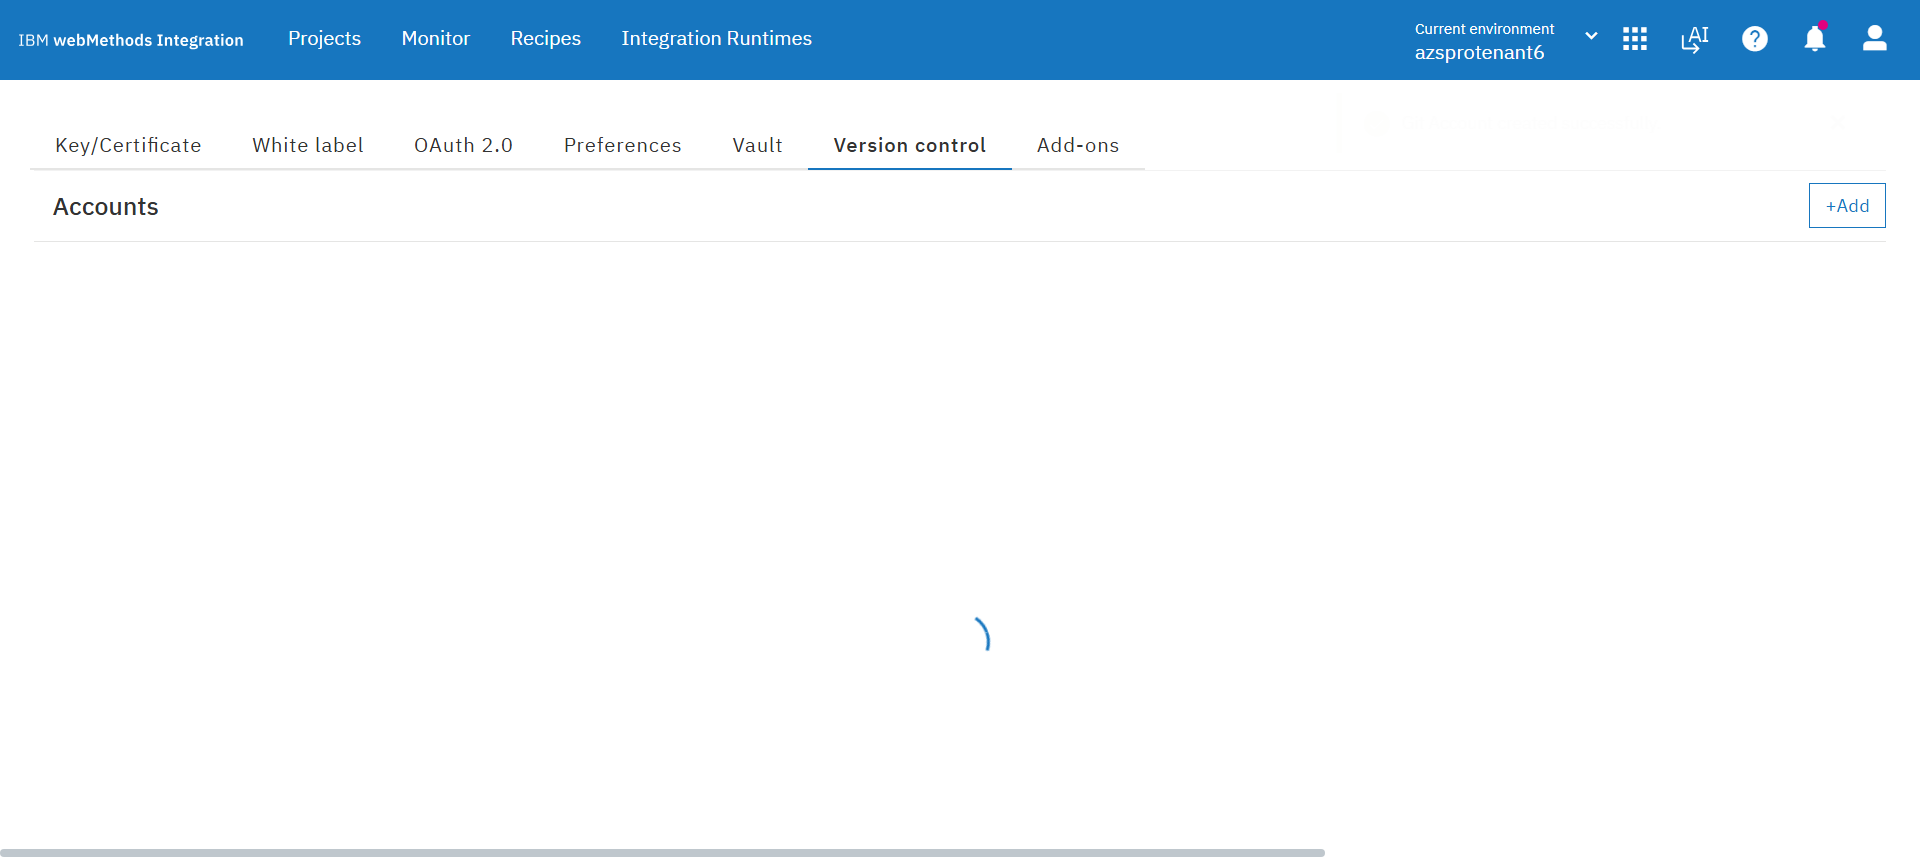 IBM webMethods Integration
Projects
Monitor
Recipes
Integration Runtimes
Current environment
azsprotenant6
AI
?
Key/Certificate
White label
OAuth 2.0
Preferences
Vault
Version control
Add-ons
Accounts
+Add